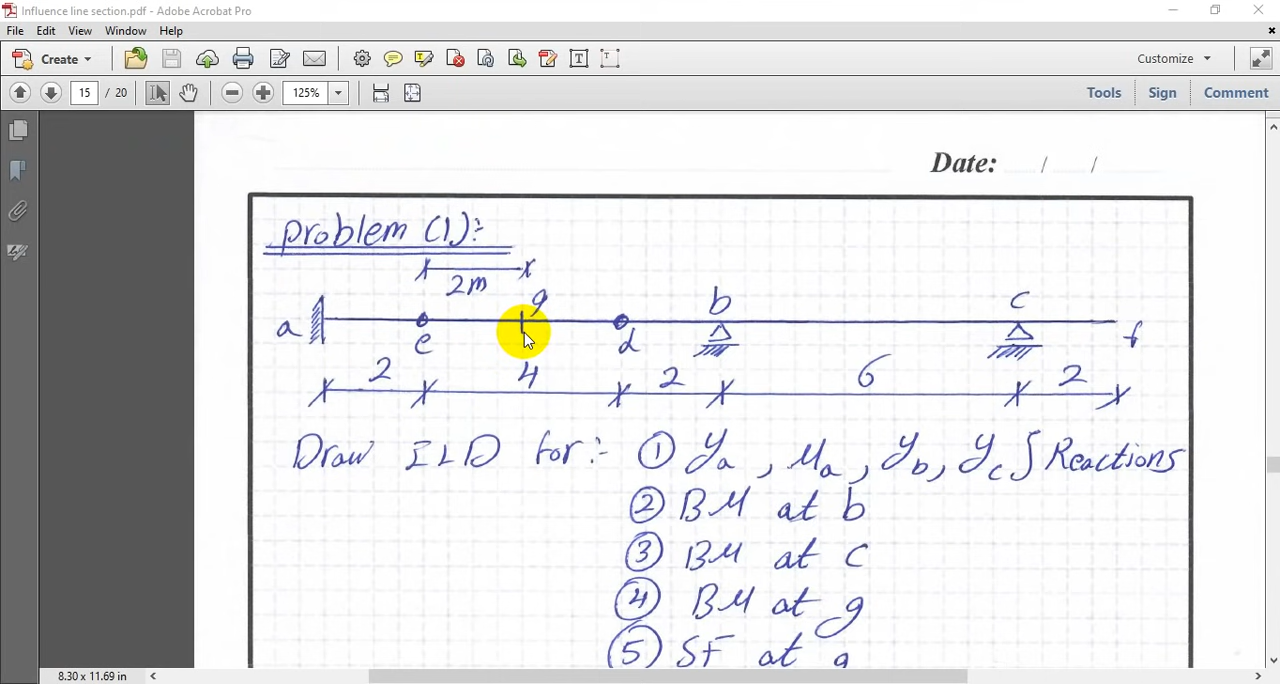 Influence line section.pdf - Adobe Acrobat Pro
File Edit View Window Help
Create Customize
15 / 20 125% Tools Sign Comment
Date: / /
Problem (1):-
2m
g b c
a e d f
2 4 2 6 2
Draw ILD for:- ① Ya , Ma , Yb , Yc } Reactions
② BM at b
③ BM at c
④ BM at g
⑤ SF at g
8.30 x 11.69 in